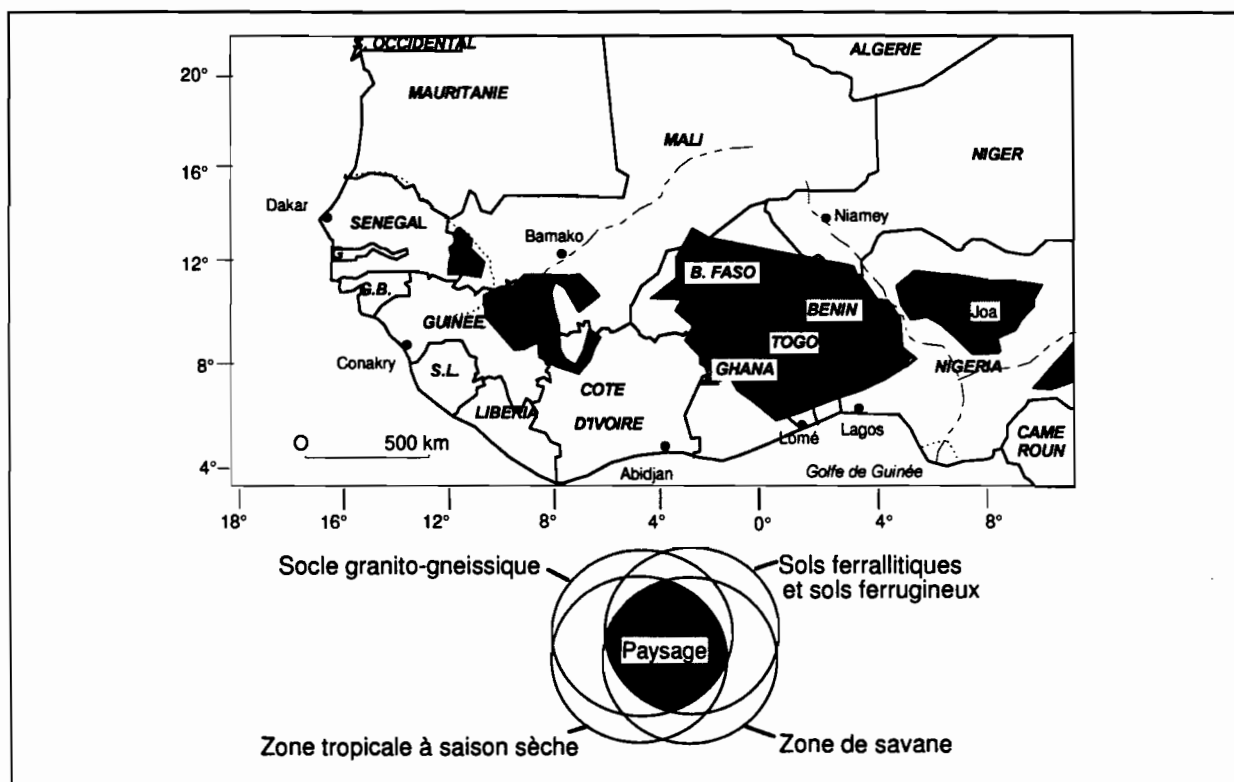 S. OCCIDENTAL
ALGERIE
20°
MAURITANIE
MALI
NIGER
16°
16°
Dakar
SENEGAL
Niamey
Bamako
G
12°
B. FASO
G.B.
BENIN
Joa
GUINÉE
TOGO
Conakry
8°
S.L.
GHANA
NIGERIA
COTE
D'IVOIRE
LIBERIA
O 500 km
Lomé
Lagos
CAME
ROUN
4°
Abidjan
Golfe de Guinée
18° 16° 12° 8° 4° 0° 4° 8°
Socle granito-gneissique
Sols ferrallitiques
et sols ferrugineux
Paysage
Zone tropicale à saison sèche
Zone de savane